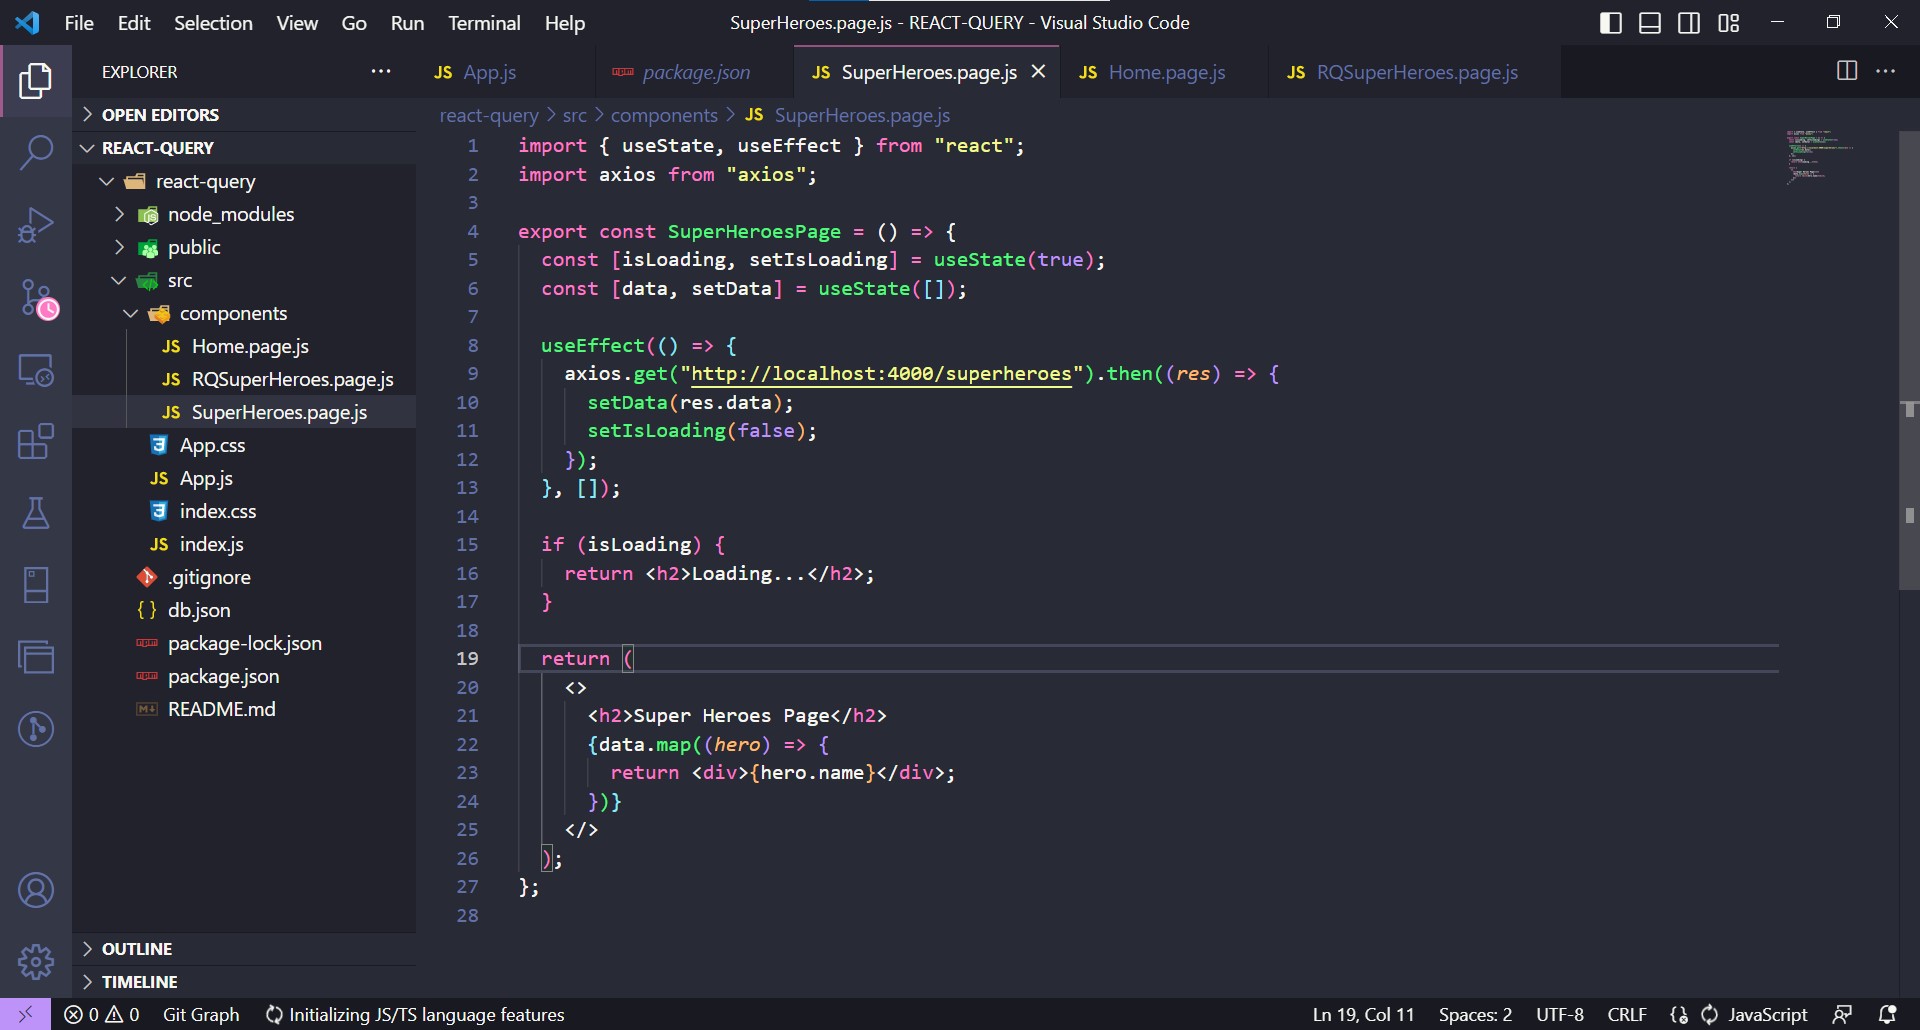 File Edit Selection View Go Run Terminal Help
SuperHeroes.page.js - REACT-QUERY - Visual Studio Code
EXPLORER
OPEN EDITORS
REACT-QUERY
react-query
node_modules
public
src
components
JS Home.page.js
JS RQSuperHeroes.page.js
JS SuperHeroes.page.js
App.css
JS App.js
index.css
JS index.js
.gitignore
{ } db.json
package-lock.json
package.json
README.md
OUTLINE
TIMELINE
JS App.js
package.json
JS SuperHeroes.page.js
JS Home.page.js
JS RQSuperHeroes.page.js
react-query > src > components > JS SuperHeroes.page.js
1 import { useState, useEffect } from "react";
2 import axios from "axios";
3
4 export const SuperHeroesPage = () => {
5 const [isLoading, setIsLoading] = useState(true);
6 const [data, setData] = useState([]);
7
8 useEffect(() => {
9 axios.get("http://localhost:4000/superheroes").then((res) => {
10 setData(res.data);
11 setIsLoading(false);
12 });
13 }, []);
14
15 if (isLoading) {
16 return <h2>Loading...</h2>;
17 }
18
19 return (
20 <>
21 <h2>Super Heroes Page</h2>
22 {data.map((hero) => {
23 return <div>{hero.name}</div>;
24 })}
25 </>
26 );
27 };
28
0 0 Git Graph Initializing JS/TS language features
Ln 19, Col 11 Spaces: 2 UTF-8 CRLF JavaScript